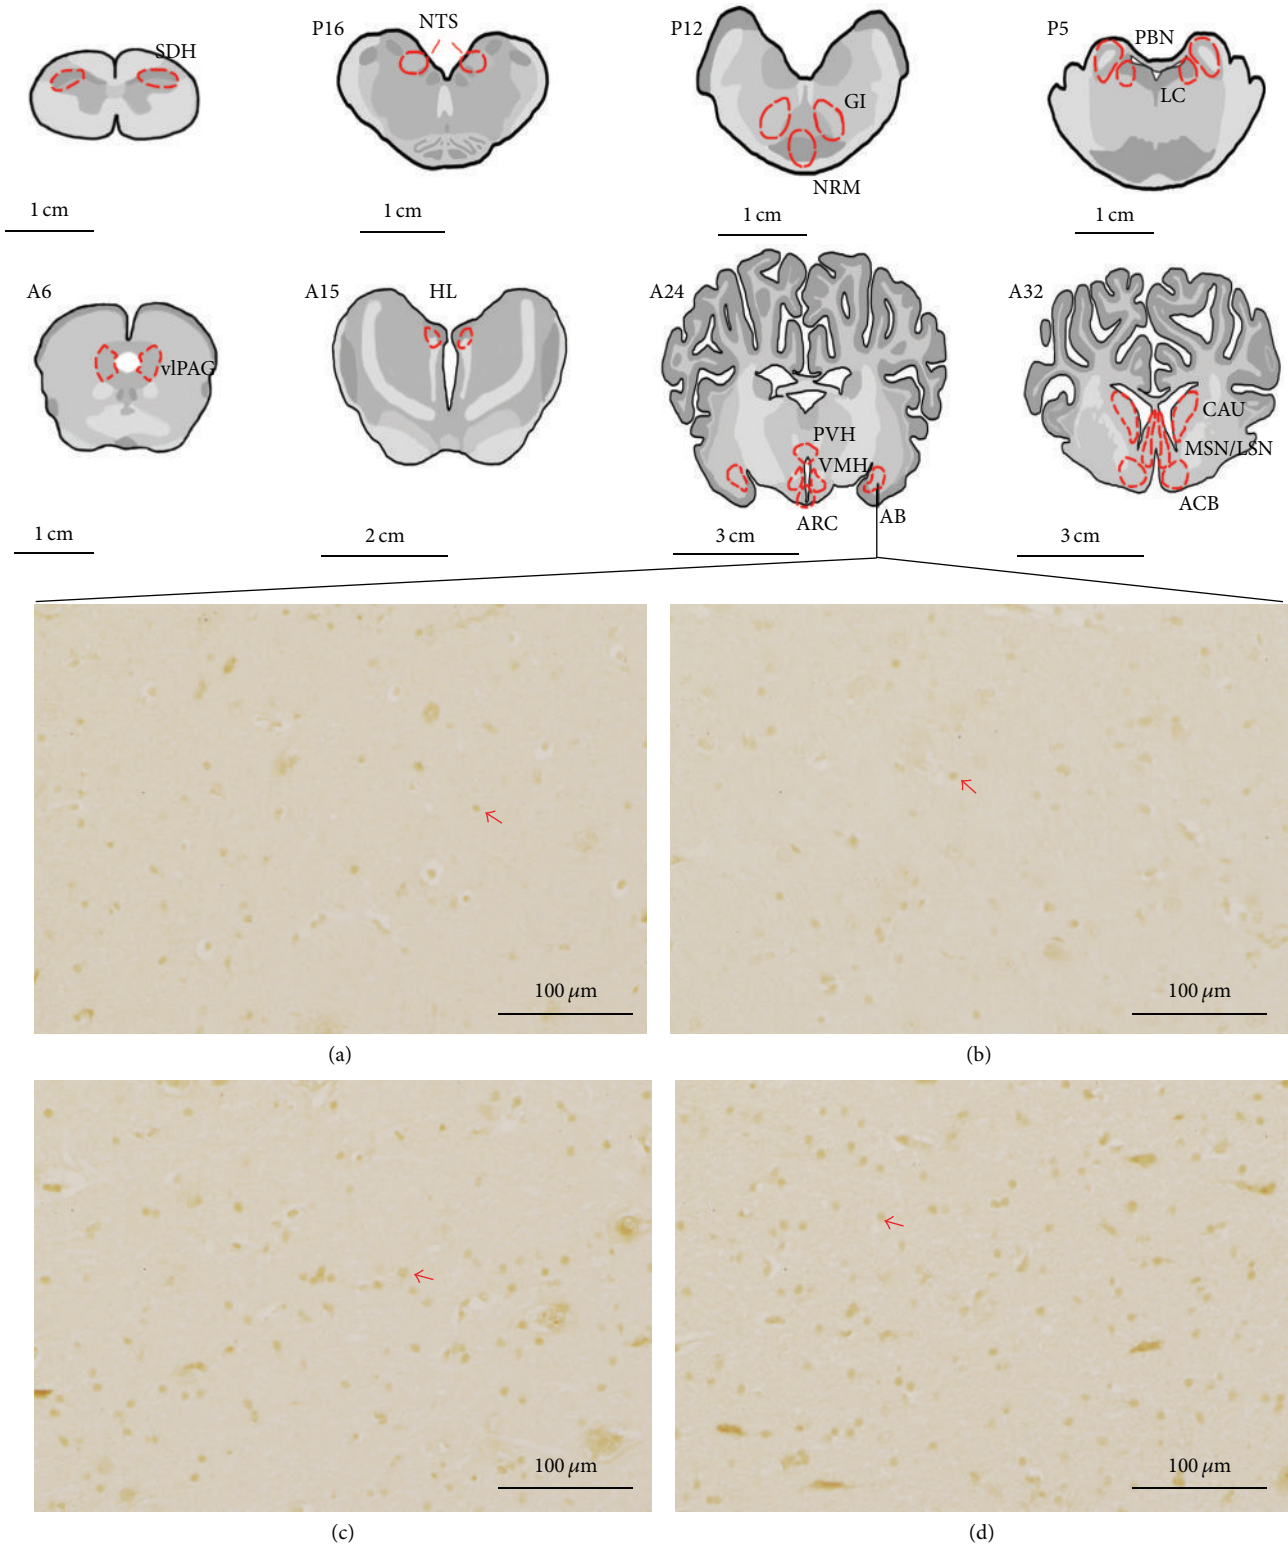 SDH
P16
NTS
P12
GI
NRM
P5
PBN
LC
1 cm
1 cm
1 cm
1 cm
A6
vlPAG
A15
HL
A24
PVH
VMH
ARC
AB
A32
CAU
MSN/LSN
ACB
1 cm
2 cm
3 cm
3 cm
100 μm
100 μm
(a)
(b)
100 μm
100 μm
(c)
(d)